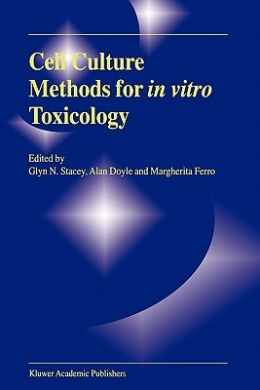 Cell Culture
Methods for in vitro
Toxicology
Edited by
Glyn N. Stacey, Alan Doyle and Margherita Ferro
Kluwer Academic Publishers